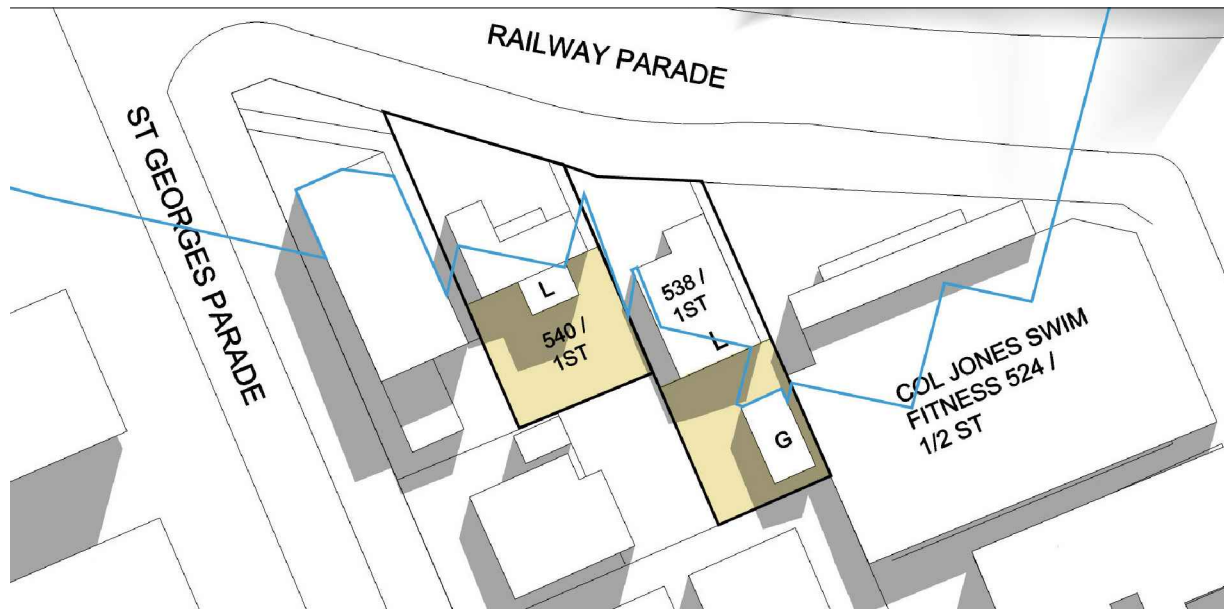 RAILWAY PARADE
ST GEORGES PARADE
L
540 /
1ST
538 /
1ST
L
G
COL JONES SWIM
FITNESS 524 /
1/2 ST